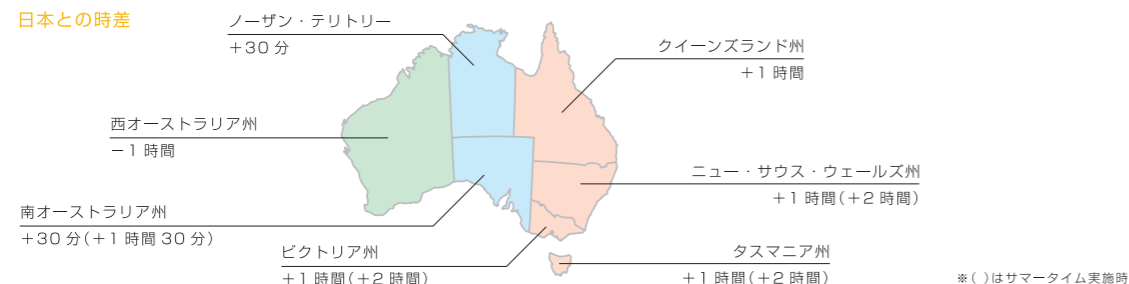 日本との時差
ノーザン・テリトリー
＋30分
クイーンズランド州
＋1時間
西オーストラリア州
－1時間
ニュー・サウス・ウェールズ州
＋1時間（＋2時間）
南オーストラリア州
＋30分（＋1時間30分）
ビクトリア州
＋1時間（＋2時間）
タスマニア州
＋1時間（＋2時間）
※（ ）はサマータイム実施時